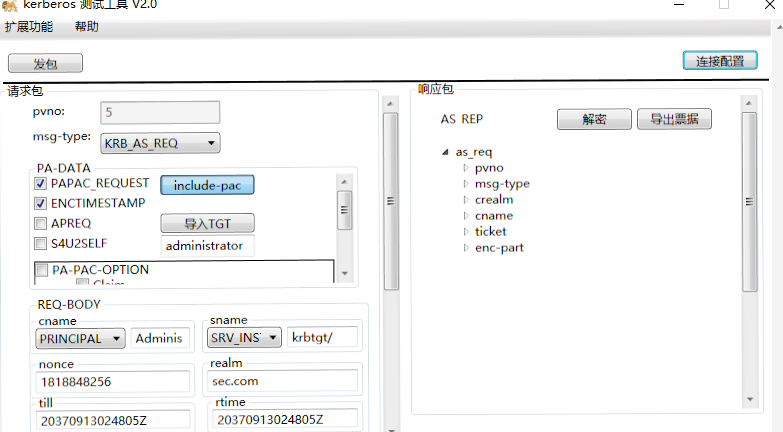 kerberos 测试工具 V2.0
扩展功能 帮助
发包 连接配置
请求包
pvno: 5
msg-type: KRB_AS_REQ
PA-DATA
PAPAC_REQUEST include-pac
ENCTIMESTAMP
APREQ 导入TGT
S4U2SELF administrator
PA-PAC-OPTION
Claim
REQ-BODY
cname sname
PRINCIPAL Adminis SRV_INS krbtgt/
nonce realm
1818848256 sec.com
till rtime
20370913024805Z 20370913024805Z
响应包
AS REP 解密 导出票据
as_req
pvno
msg-type
crealm
cname
ticket
enc-part